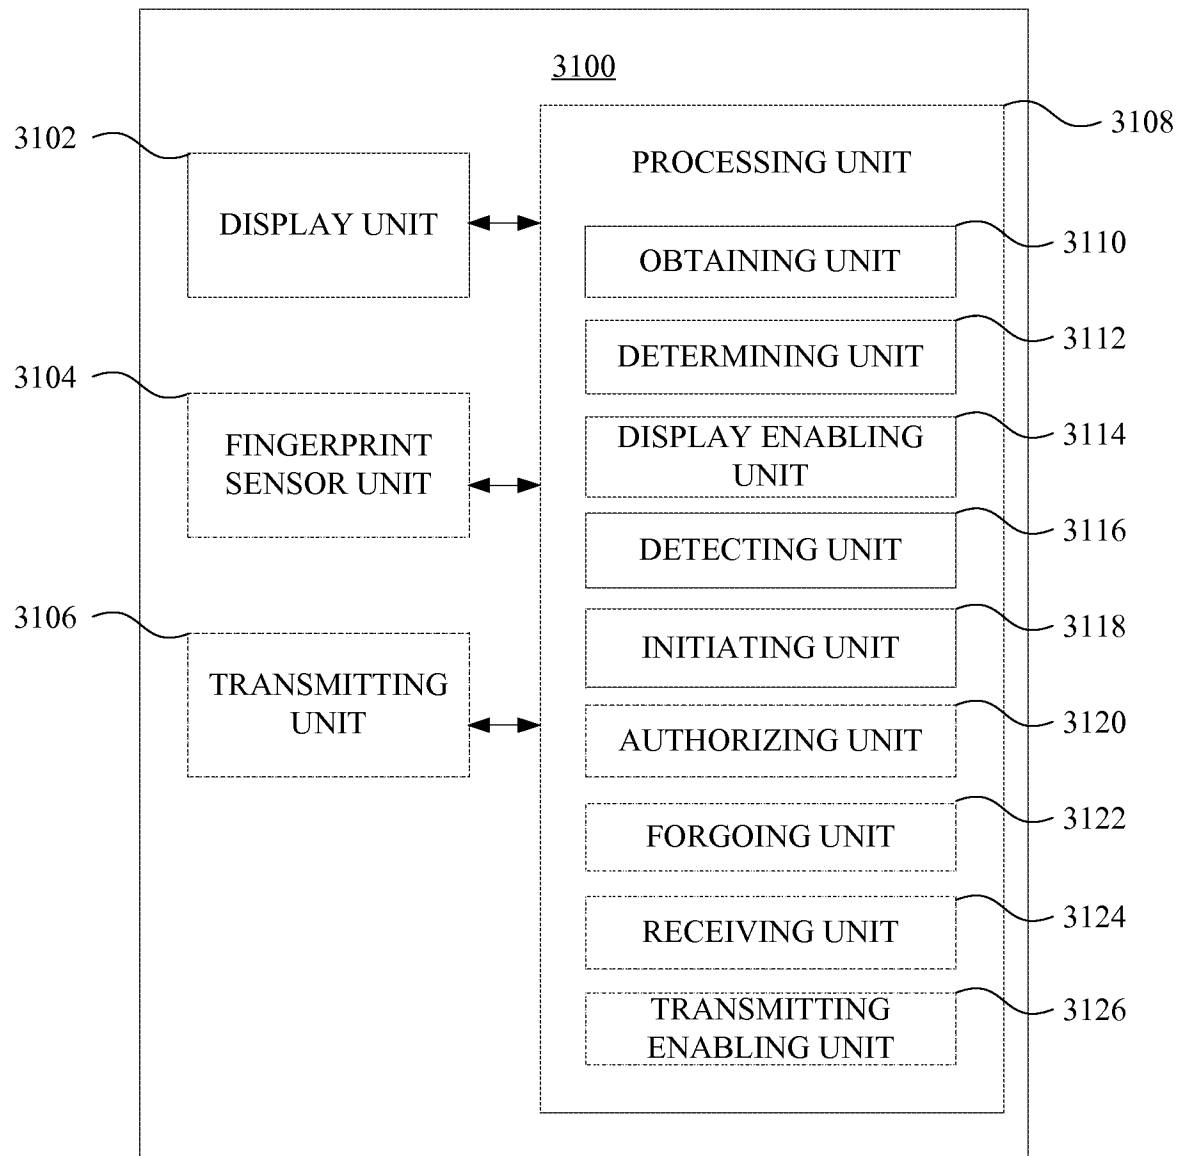 3100
3102
DISPLAY UNIT
3104
FINGERPRINT
SENSOR UNIT
3106
TRANSMITTING
UNIT
3108
PROCESSING UNIT
3110
OBTAINING UNIT
3112
DETERMINING UNIT
3114
DISPLAY ENABLING
UNIT
3116
DETECTING UNIT
3118
INITIATING UNIT
3120
AUTHORIZING UNIT
3122
FORGOING UNIT
3124
RECEIVING UNIT
3126
TRANSMITTING
ENABLING UNIT